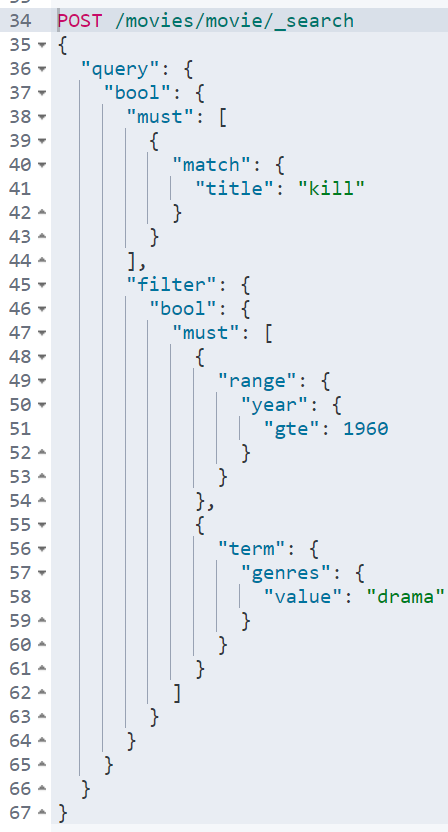 34 POST /movies/movie/_search
35 {
36   "query": {
37     "bool": {
38       "must": [
39         {
40           "match": {
41             "title": "kill"
42           }
43         }
44       ],
45       "filter": {
46         "bool": {
47           "must": [
48             {
49               "range": {
50                 "year": {
51                   "gte": 1960
52                 }
53               }
54             },
55             {
56               "term": {
57                 "genres": {
58                   "value": "drama"
59                 }
60               }
61             }
62           ]
63         }
64       }
65     }
66   }
67 }